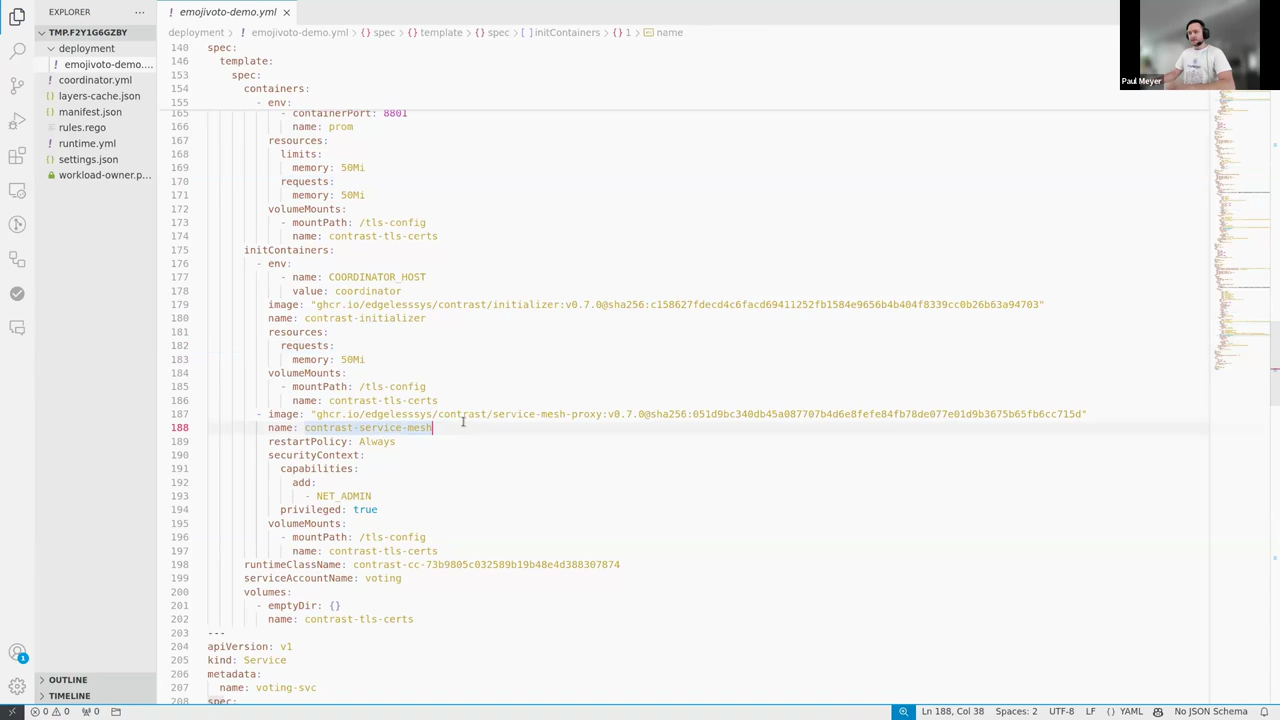 EXPLORER
emojivoto-demo.yml
TMP.F2Y1G6GZBY
deployment
emojivoto-demo....
coordinator.yml
layers-cache.json
manifest.json
rules.rego
runtime.yml
settings.json
workload-owner.p...
OUTLINE
TIMELINE
deployment > emojivoto-demo.yml > {} spec > {} template > {} spec > [ ] initContainers > {} 1 > name
140 spec:
146 template:
153 spec:
154 containers:
155 - env:
165 - containerPort: 8801
166 name: prom
167 resources:
168 limits:
169 memory: 50Mi
170 requests:
171 memory: 50Mi
172 volumeMounts:
173 - mountPath: /tls-config
174 name: contrast-tls-certs
175 initContainers:
176 - env:
177 - name: COORDINATOR_HOST
178 value: coordinator
179 image: "ghcr.io/edgelesssys/contrast/initializer:v0.7.0@sha256:
180 name: contrast-initializer
181 resources:
182 requests:
183 memory: 50Mi
184 volumeMounts:
185 - mountPath: /tls-config
186 name: contrast-tls-certs
187 - image: "ghcr.io/edgelesssys/contrast/service-mesh-proxy:v0.7.0@sha256:051d9bc340db45a087707b4d6e8fefe84fb78de077e01d9b3675b65fb6cc715d"
188 name: contrast-service-mesh
189 restartPolicy: Always
190 securityContext:
191 capabilities:
192 add:
193 - NET_ADMIN
194 privileged: true
195 volumeMounts:
196 - mountPath: /tls-config
197 name: contrast-tls-certs
198 runtimeClassName: contrast-cc-73b9805c032589b19b48e4d388307874
199 serviceAccountName: voting
200 volumes:
201 - emptyDir: {}
202 name: contrast-tls-certs
203 ---
204 apiVersion: v1
205 kind: Service
206 metadata:
207 name: voting-svc
208 spec:
Paul Meyer
1
0 0 0 Ln 188, Col 38 Spaces: 2 UTF-8 LF {} YAML No JSON Schema